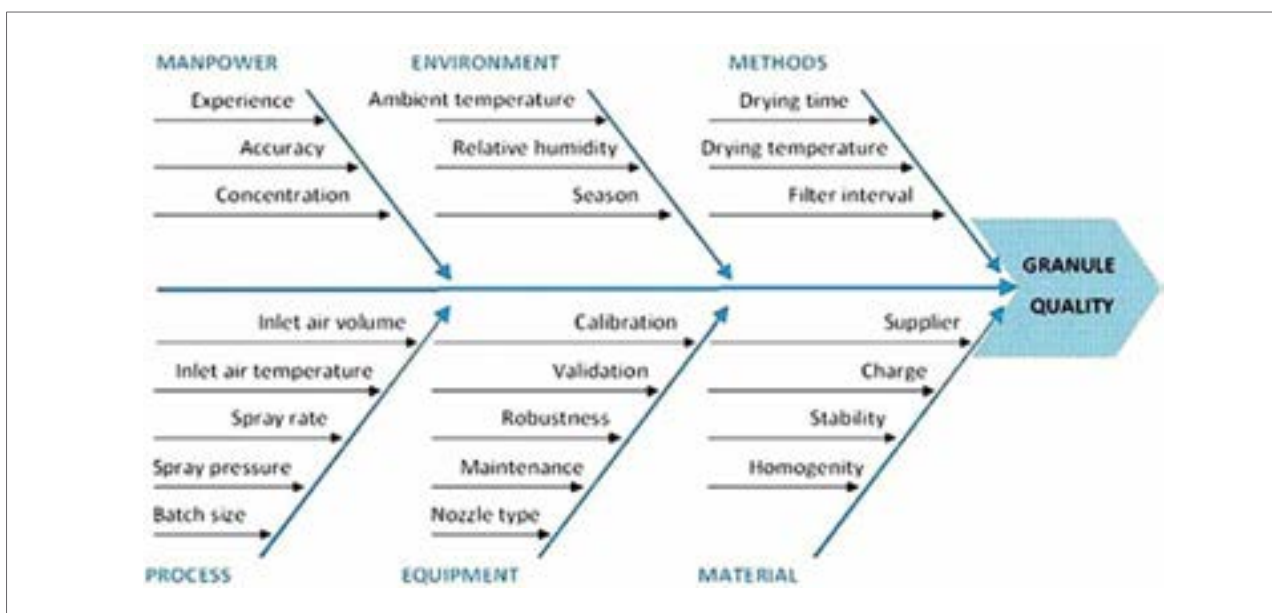 MANPOWER
Experience
Accuracy
Concentration
ENVIRONMENT
Ambient temperature
Relative humidity
Season
METHODS
Drying time
Drying temperature
Filter interval
GRANULE
QUALITY
Inlet air volume
Inlet air temperature
Spray rate
Spray pressure
Batch size
PROCESS
Calibration
Validation
Robustness
Maintenance
Nozzle type
EQUIPMENT
Supplier
Charge
Stability
Homogenity
MATERIAL